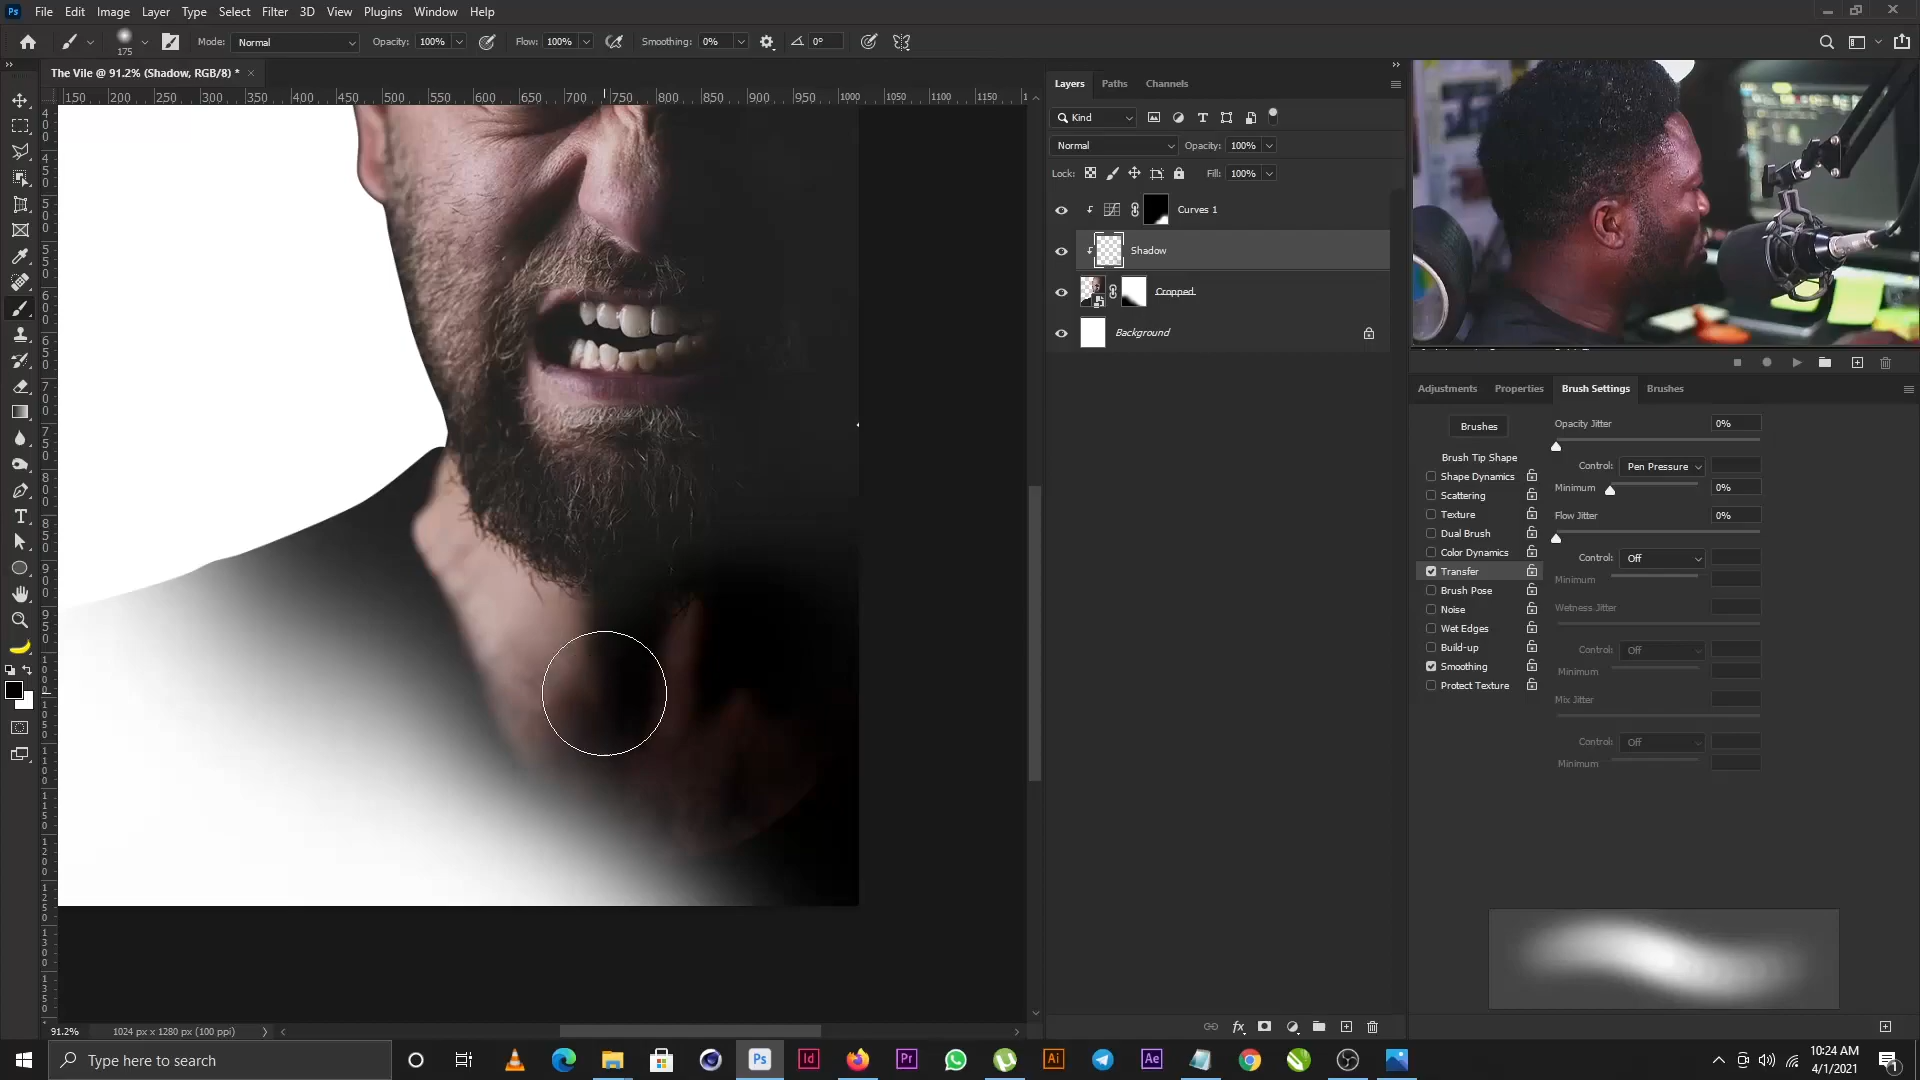 Ps File Edit Image Layer Type Select Filter 3D View Plugins Window Help
175 Mode: Normal Opacity: 100% Flow: 100% Smoothing: 0% 0°
The Vile @ 91.2% (Shadow, RGB/8) * ×
150 200 250 300 350 400 450 500 550 600 650 700 750 800 850 900 950 1000 1050 1100 1150
Layers Paths Channels
Kind
Normal Opacity: 100%
Lock: Fill: 100%
Curves 1
Shadow
Cropped
Background
Adjustments Properties Brush Settings Brushes
Brushes
Brush Tip Shape
Shape Dynamics
Scattering
Texture
Dual Brush
Color Dynamics
Transfer
Brush Pose
Noise
Wet Edges
Build-up
Smoothing
Protect Texture
Opacity Jitter 0%
Control: Pen Pressure
Minimum 0%
Flow Jitter 0%
Control: Off
Minimum
Wetness Jitter
Control: Off
Minimum
Mix Jitter
Control: Off
Minimum
91.2% 1024 px x 1280 px (100 ppi)
Type here to search
Ps Id Pr Ai Ae
10:24 AM
4/1/2021
1